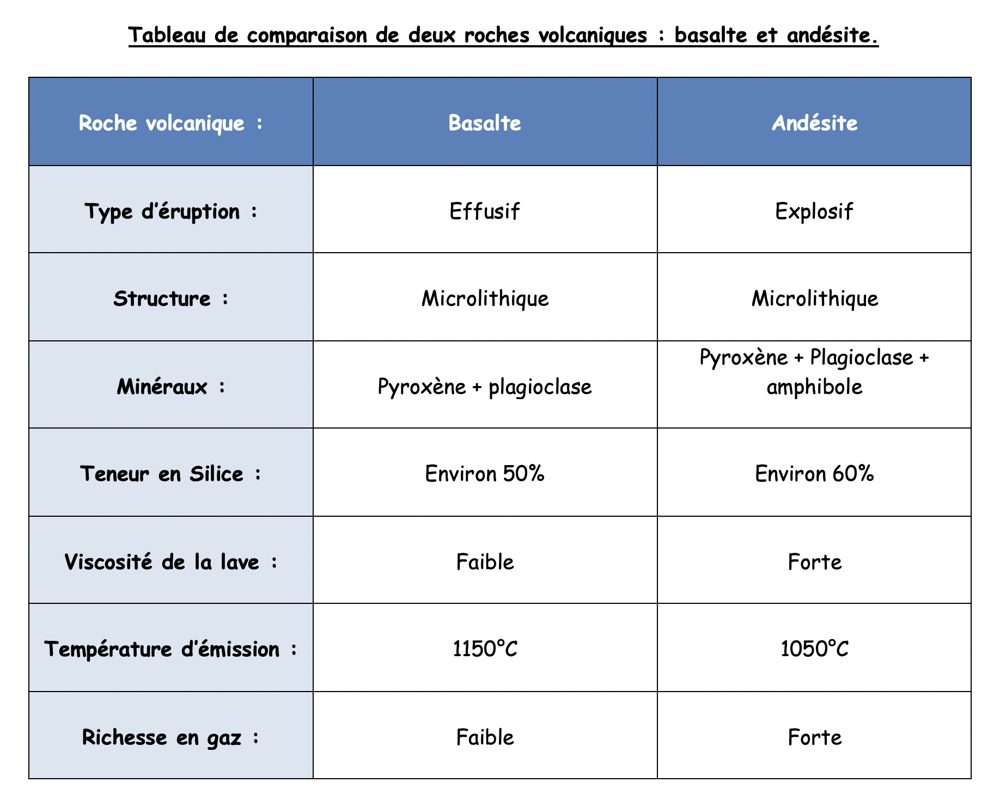 Tableau de comparaison de deux roches volcaniques : basalte et andésite.
Roche volcanique : Basalte Andésite
Type d'éruption : Effusif Explosif
Structure : Microlithique Microlithique
Minéraux : Pyroxène + plagioclase Pyroxène + Plagioclase +
amphibole
Teneur en Silice : Environ 50% Environ 60%
Viscosité de la lave : Faible Forte
Température d'émission : 1150°C 1050°C
Richesse en gaz : Faible Forte